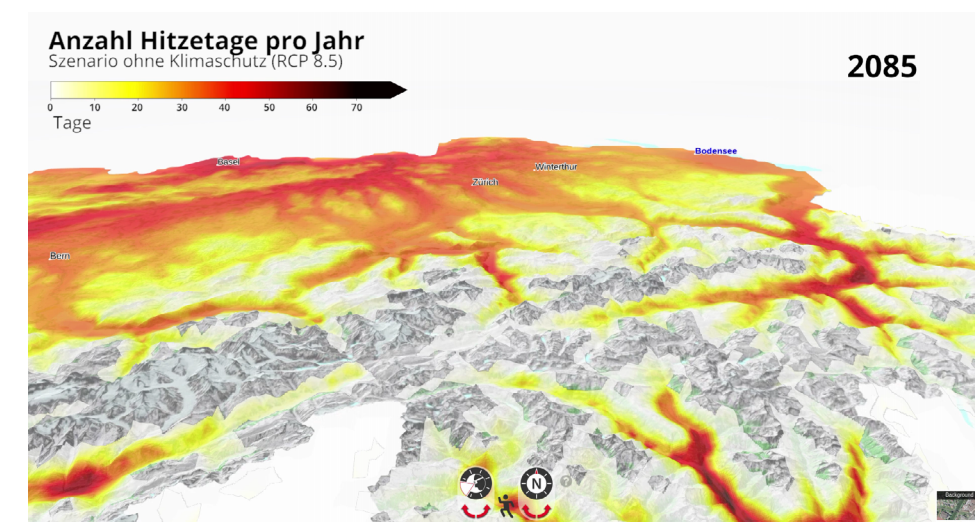 Anzahl Hitzetage pro Jahr
Szenario ohne Klimaschutz (RCP 8.5)
2085
0 10 20 30 40 50 60 70
Tage
Basel
Bodensee
Winterthur
Zürich
Bern
N
?
Background